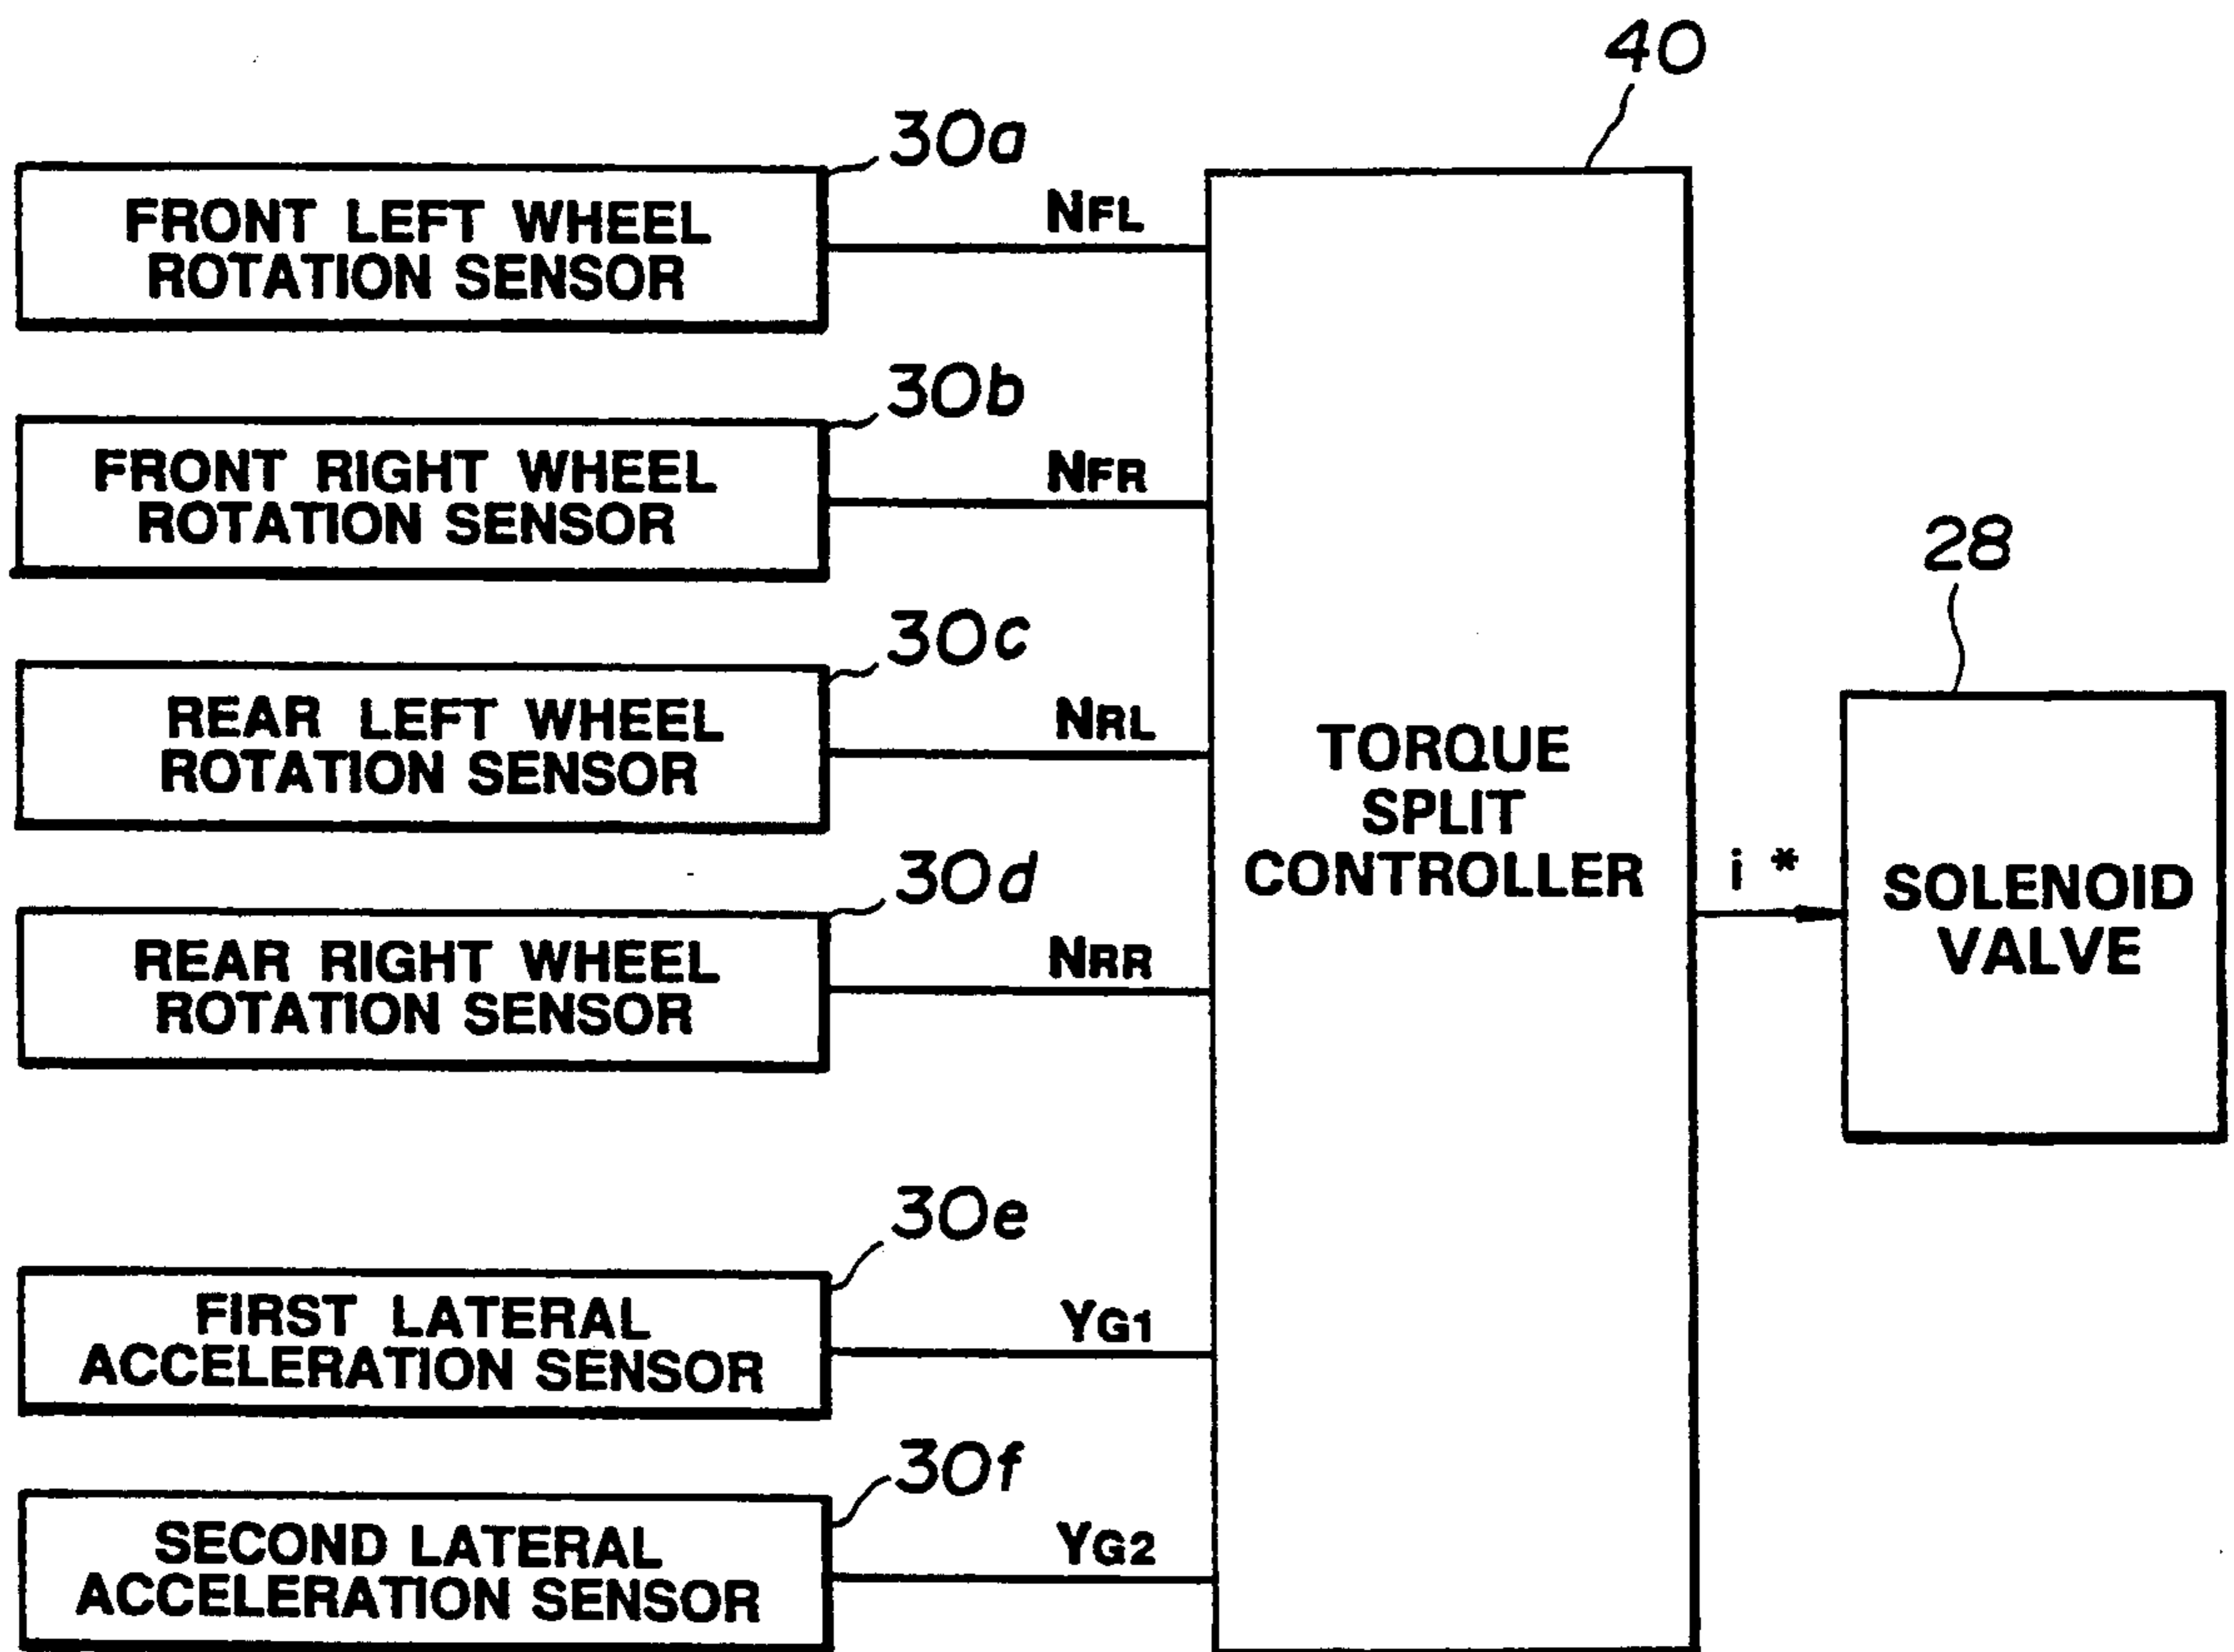 40
30a
FRONT LEFT WHEEL
ROTATION SENSOR
NFL
30b
FRONT RIGHT WHEEL
ROTATION SENSOR
NFR
30c
REAR LEFT WHEEL
ROTATION SENSOR
NRL
30d
REAR RIGHT WHEEL
ROTATION SENSOR
NRR
30e
FIRST LATERAL
ACCELERATION SENSOR
YG1
30f
SECOND LATERAL
ACCELERATION SENSOR
YG2
TORQUE
SPLIT
CONTROLLER
i *
28
SOLENOID
VALVE